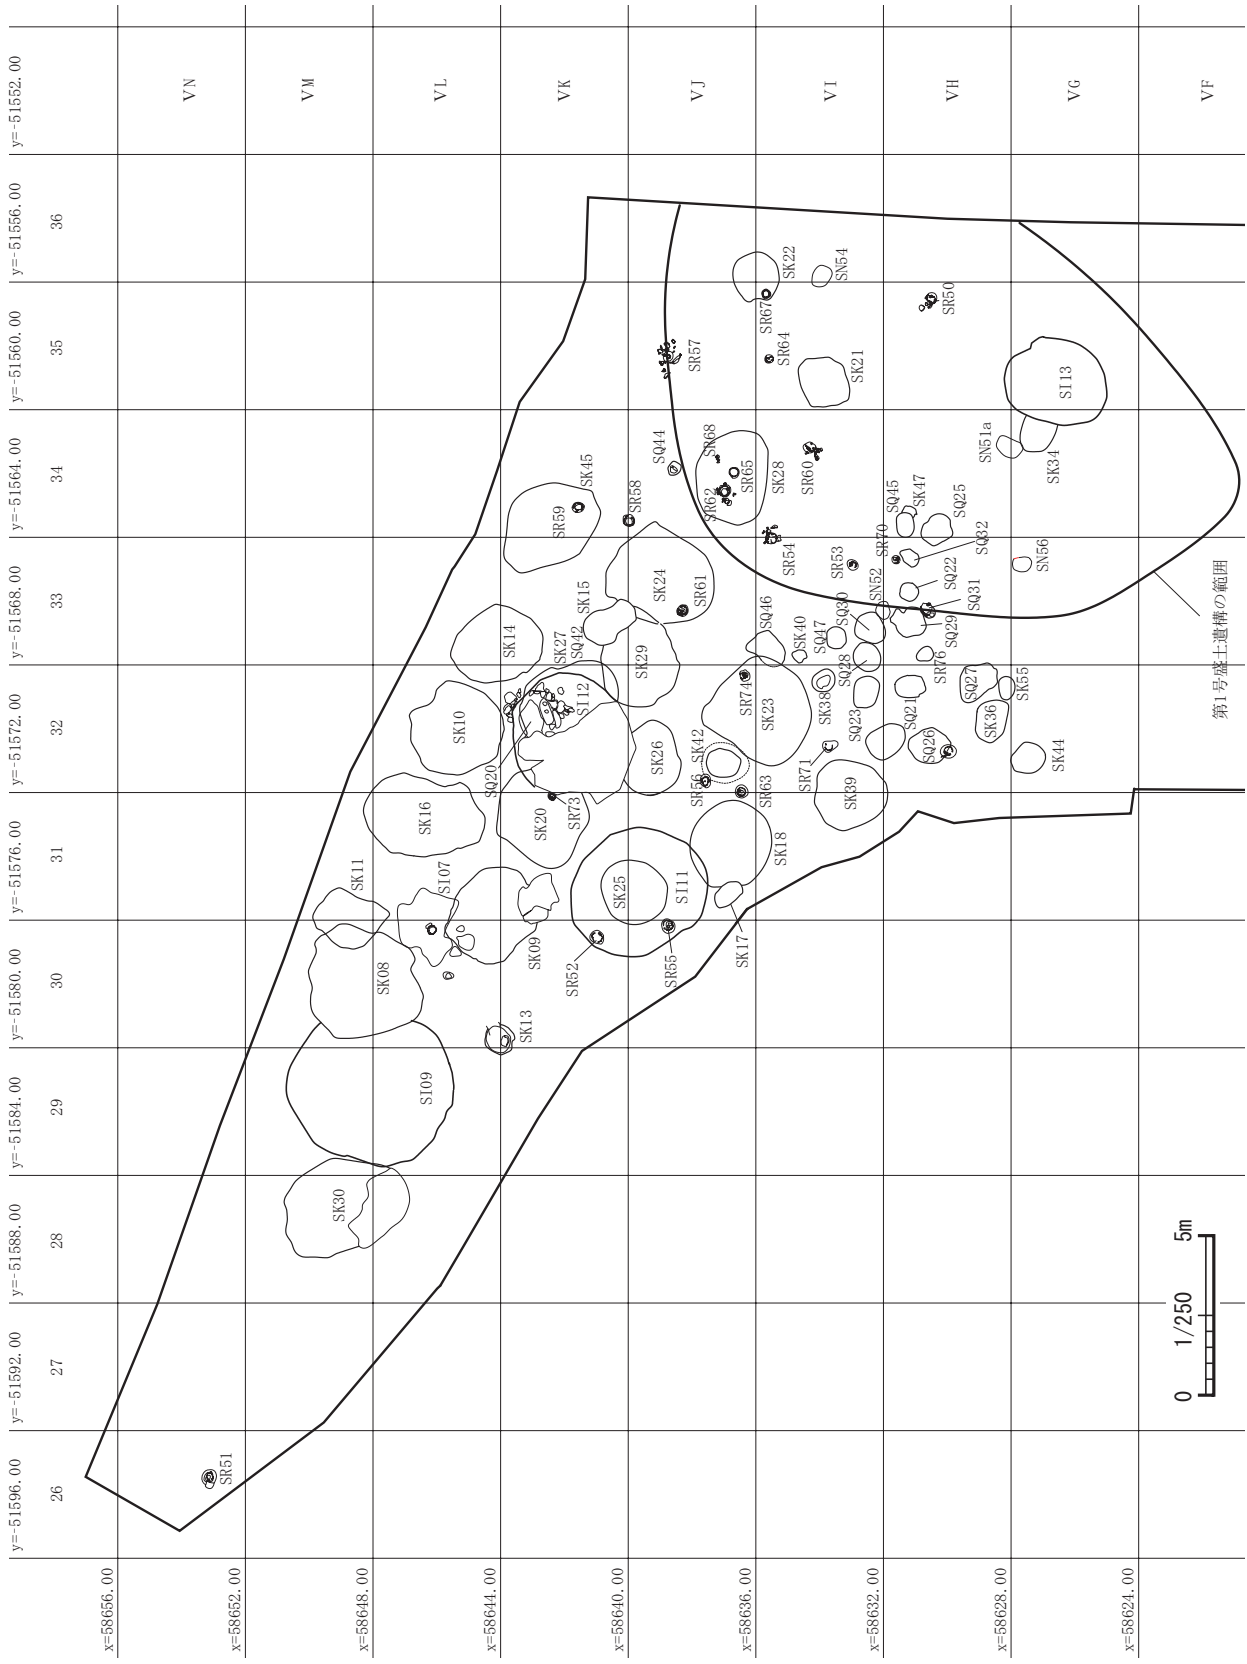 y=-51552.00
y=-51556.00
36
y=-51560.00
35
y=-51564.00
34
y=-51568.00
33
y=-51572.00
32
y=-51576.00
31
y=-51580.00
30
y=-51584.00
29
y=-51588.00
28
y=-51592.00
27
y=-51596.00
26
VN
VM
VL
VK
VJ
VI
VH
VG
VF
x=58656.00
x=58652.00
x=58648.00
x=58644.00
x=58640.00
x=58636.00
x=58632.00
x=58628.00
x=58624.00
SK22
SN54
SR67
SR50
SR57
SR64
SK21
SI13
SN51a
SK34
SQ44
SR68
SR65
SK28
SR62
SR60
SK45
SR59
SR58
SQ45
SK47
SQ25
SR54
SR53
SR70
SQ32
SN56
SN52
SQ22
SQ31
SQ30
SQ29
SK15
SK24
SR61
SQ46
SK40
SQ47
SK14
SK27
SQ42
SK29
SQ28
SR76
SQ27
SK55
SI12
SR74
SK23
SK38
SQ23
SQ21
SK36
SK10
SQ20
SK26
SK42
SR56
SR63
SR71
SK39
SQ26
SK44
SK16
SK20
SR73
SK18
SK11
SI07
SK25
SI11
SK17
SK09
SR52
SR55
SK08
SK13
SI09
SK30
SR51
第1号盛土遺構の範囲
0 1/250 5m